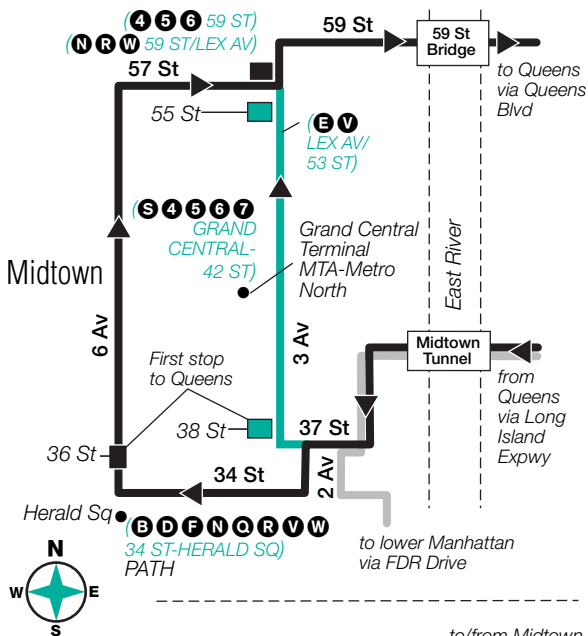 (4 5 6 59 ST)
(N R W 59 ST/LEX AV)
57 St
59 St
59 St
Bridge
to Queens
via Queens
Blvd
55 St
(E V
LEX AV/
53 ST)
(S 4 5 6 7
GRAND
CENTRAL-
42 ST)
Grand Central
Terminal
MTA-Metro
North
East River
Midtown
6 Av
3 Av
First stop
to Queens
Midtown
Tunnel
from
Queens
via Long
Island
Expwy
38 St
37 St
36 St
34 St
2 Av
Herald Sq
(B D F N Q R V W
34 ST-HERALD SQ)
PATH
to lower Manhattan
via FDR Drive
N
W
E
S
to/from Midtown